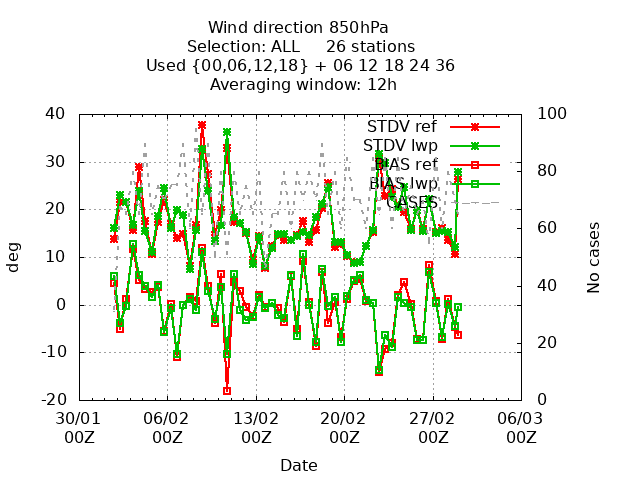 Wind direction 850hPa
Selection: ALL 26 stations
Used {00,06,12,18} + 06 12 18 24 36
Averaging window: 12h
40 100
STDV ref
STDV lwp
30
BIAS ref 80
BIAS lwp
CASES
20 60
10
deg No cases
40
0
-10 20
-20 0
30/01 06/02 13/02 20/02 27/02 06/03
00Z 00Z 00Z 00Z 00Z 00Z
Date